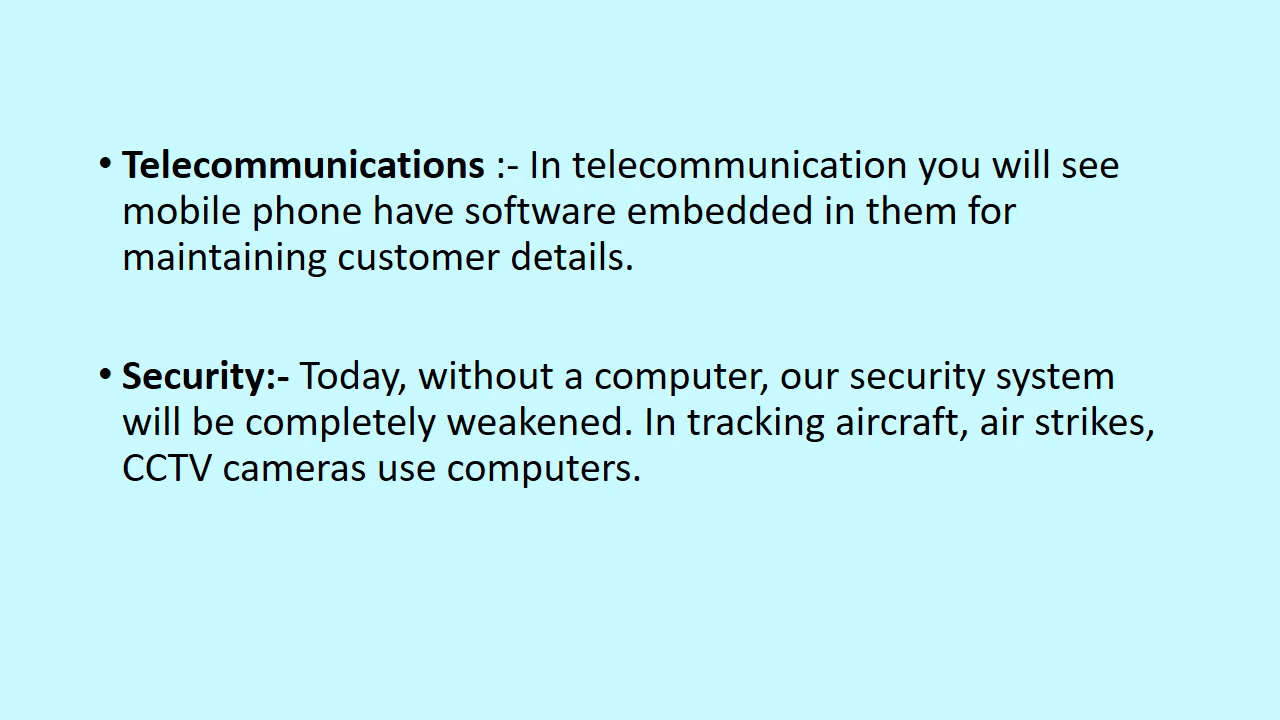 • Telecommunications :- In telecommunication you will see
mobile phone have software embedded in them for
maintaining customer details.
• Security:- Today, without a computer, our security system
will be completely weakened. In tracking aircraft, air strikes,
CCTV cameras use computers.